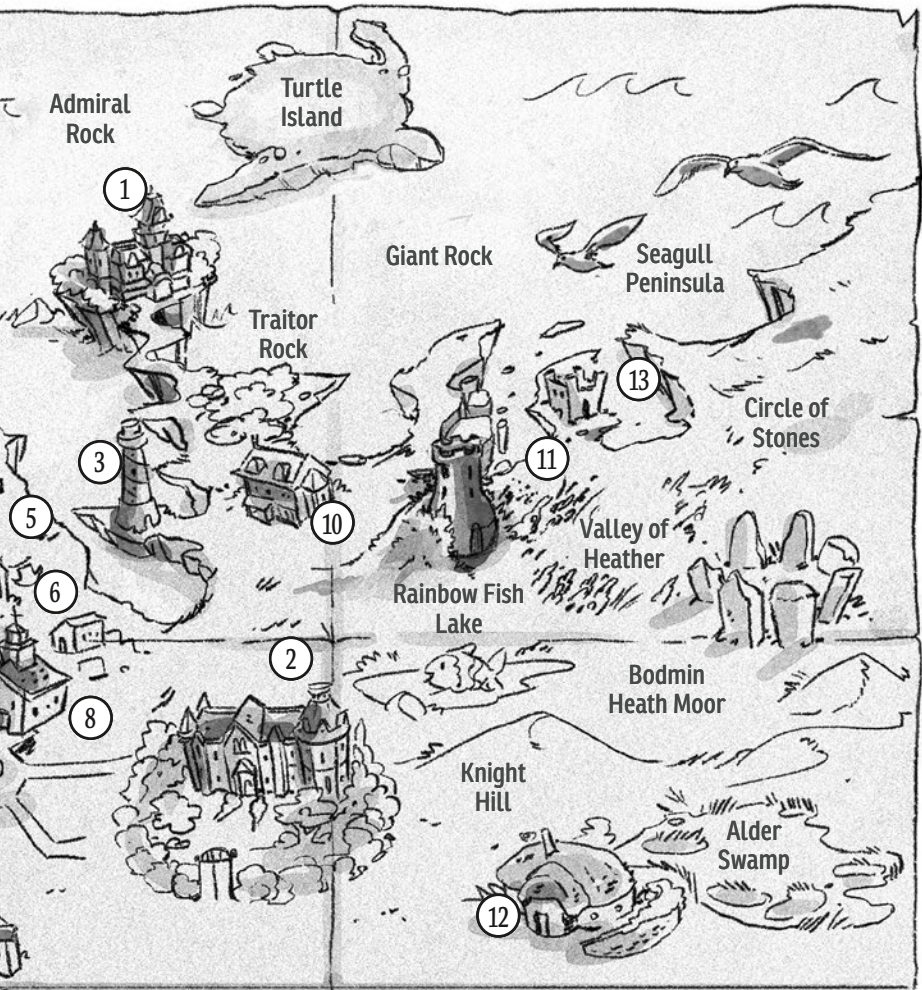 Turtle
Island
Admiral
Rock
1
Giant Rock
Seagull
Peninsula
Traitor
Rock
13
Circle of
Stones
3
11
5
10
Valley of
Heather
6
Rainbow Fish
Lake
2
Bodmin
Heath Moor
8
Knight
Hill
Alder
Swamp
12